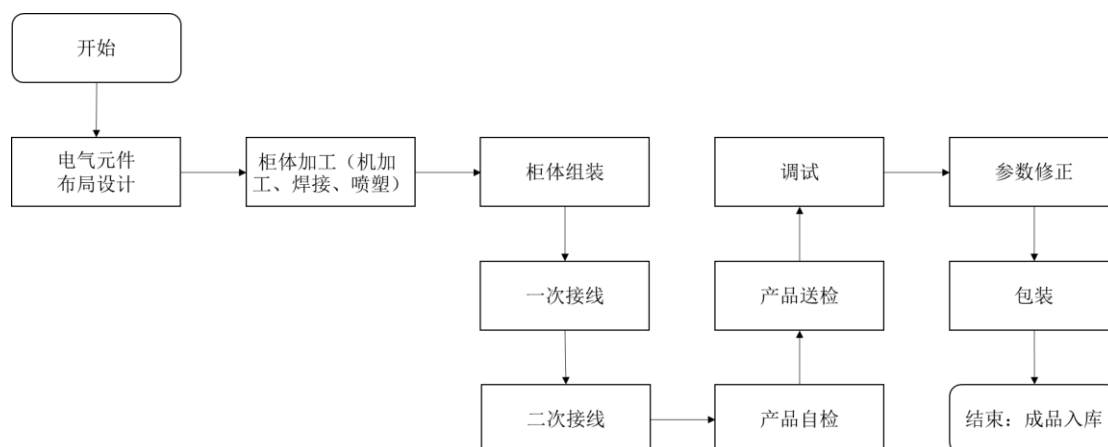 开始
电气元件
布局设计
柜体加工（机加
工、焊接、喷塑）
柜体组装
一次接线
二次接线
产品自检
产品送检
调试
参数修正
包装
结束：成品入库